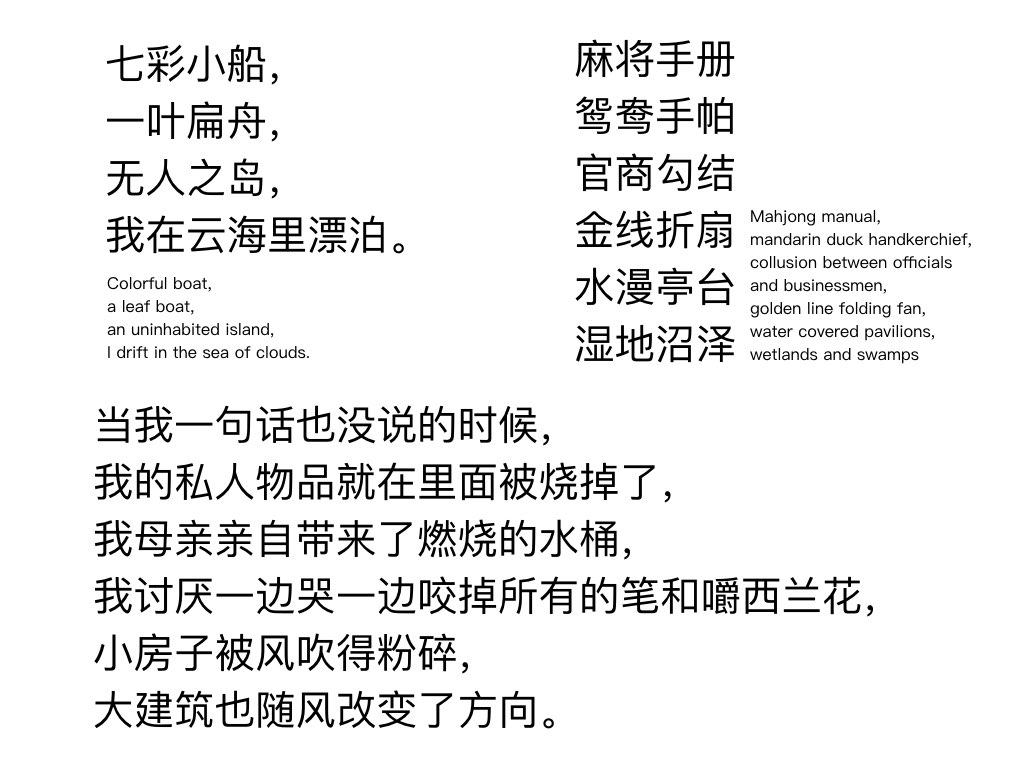 七彩小船，
一叶扁舟，
无人之岛，
我在云海里漂泊。
Colorful boat,
a leaf boat,
an uninhabited island,
I drift in the sea of clouds.
麻将手册
鸳鸯手帕
官商勾结
金线折扇
水漫亭台
湿地沼泽
Mahjong manual,
mandarin duck handkerchief,
collusion between officials
and businessmen,
golden line folding fan,
water covered pavilions,
wetlands and swamps
当我一句话也没说的时候，
我的私人物品就在里面被烧掉了，
我母亲亲自带来了燃烧的水桶，
我讨厌一边哭一边咬掉所有的笔和嚼西兰花，
小房子被风吹得粉碎，
大建筑也随风改变了方向。